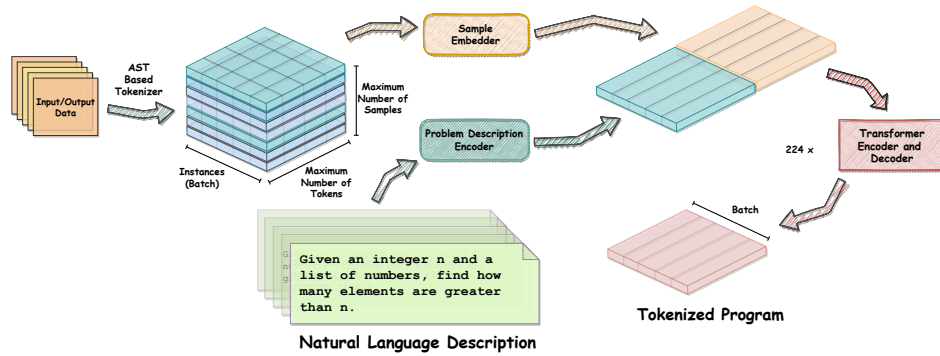 AST
Based
Tokenizer
Input/Output
Data
Maximum
Number of
Samples
Instances
(Batch)
Maximum
Number of
Tokens
Sample
Embedder
Problem Description
Encoder
224 x
Transformer
Encoder and
Decoder
Batch
Tokenized Program
Given an integer n and a
list of numbers, find how
many elements are greater
than n.
Natural Language Description